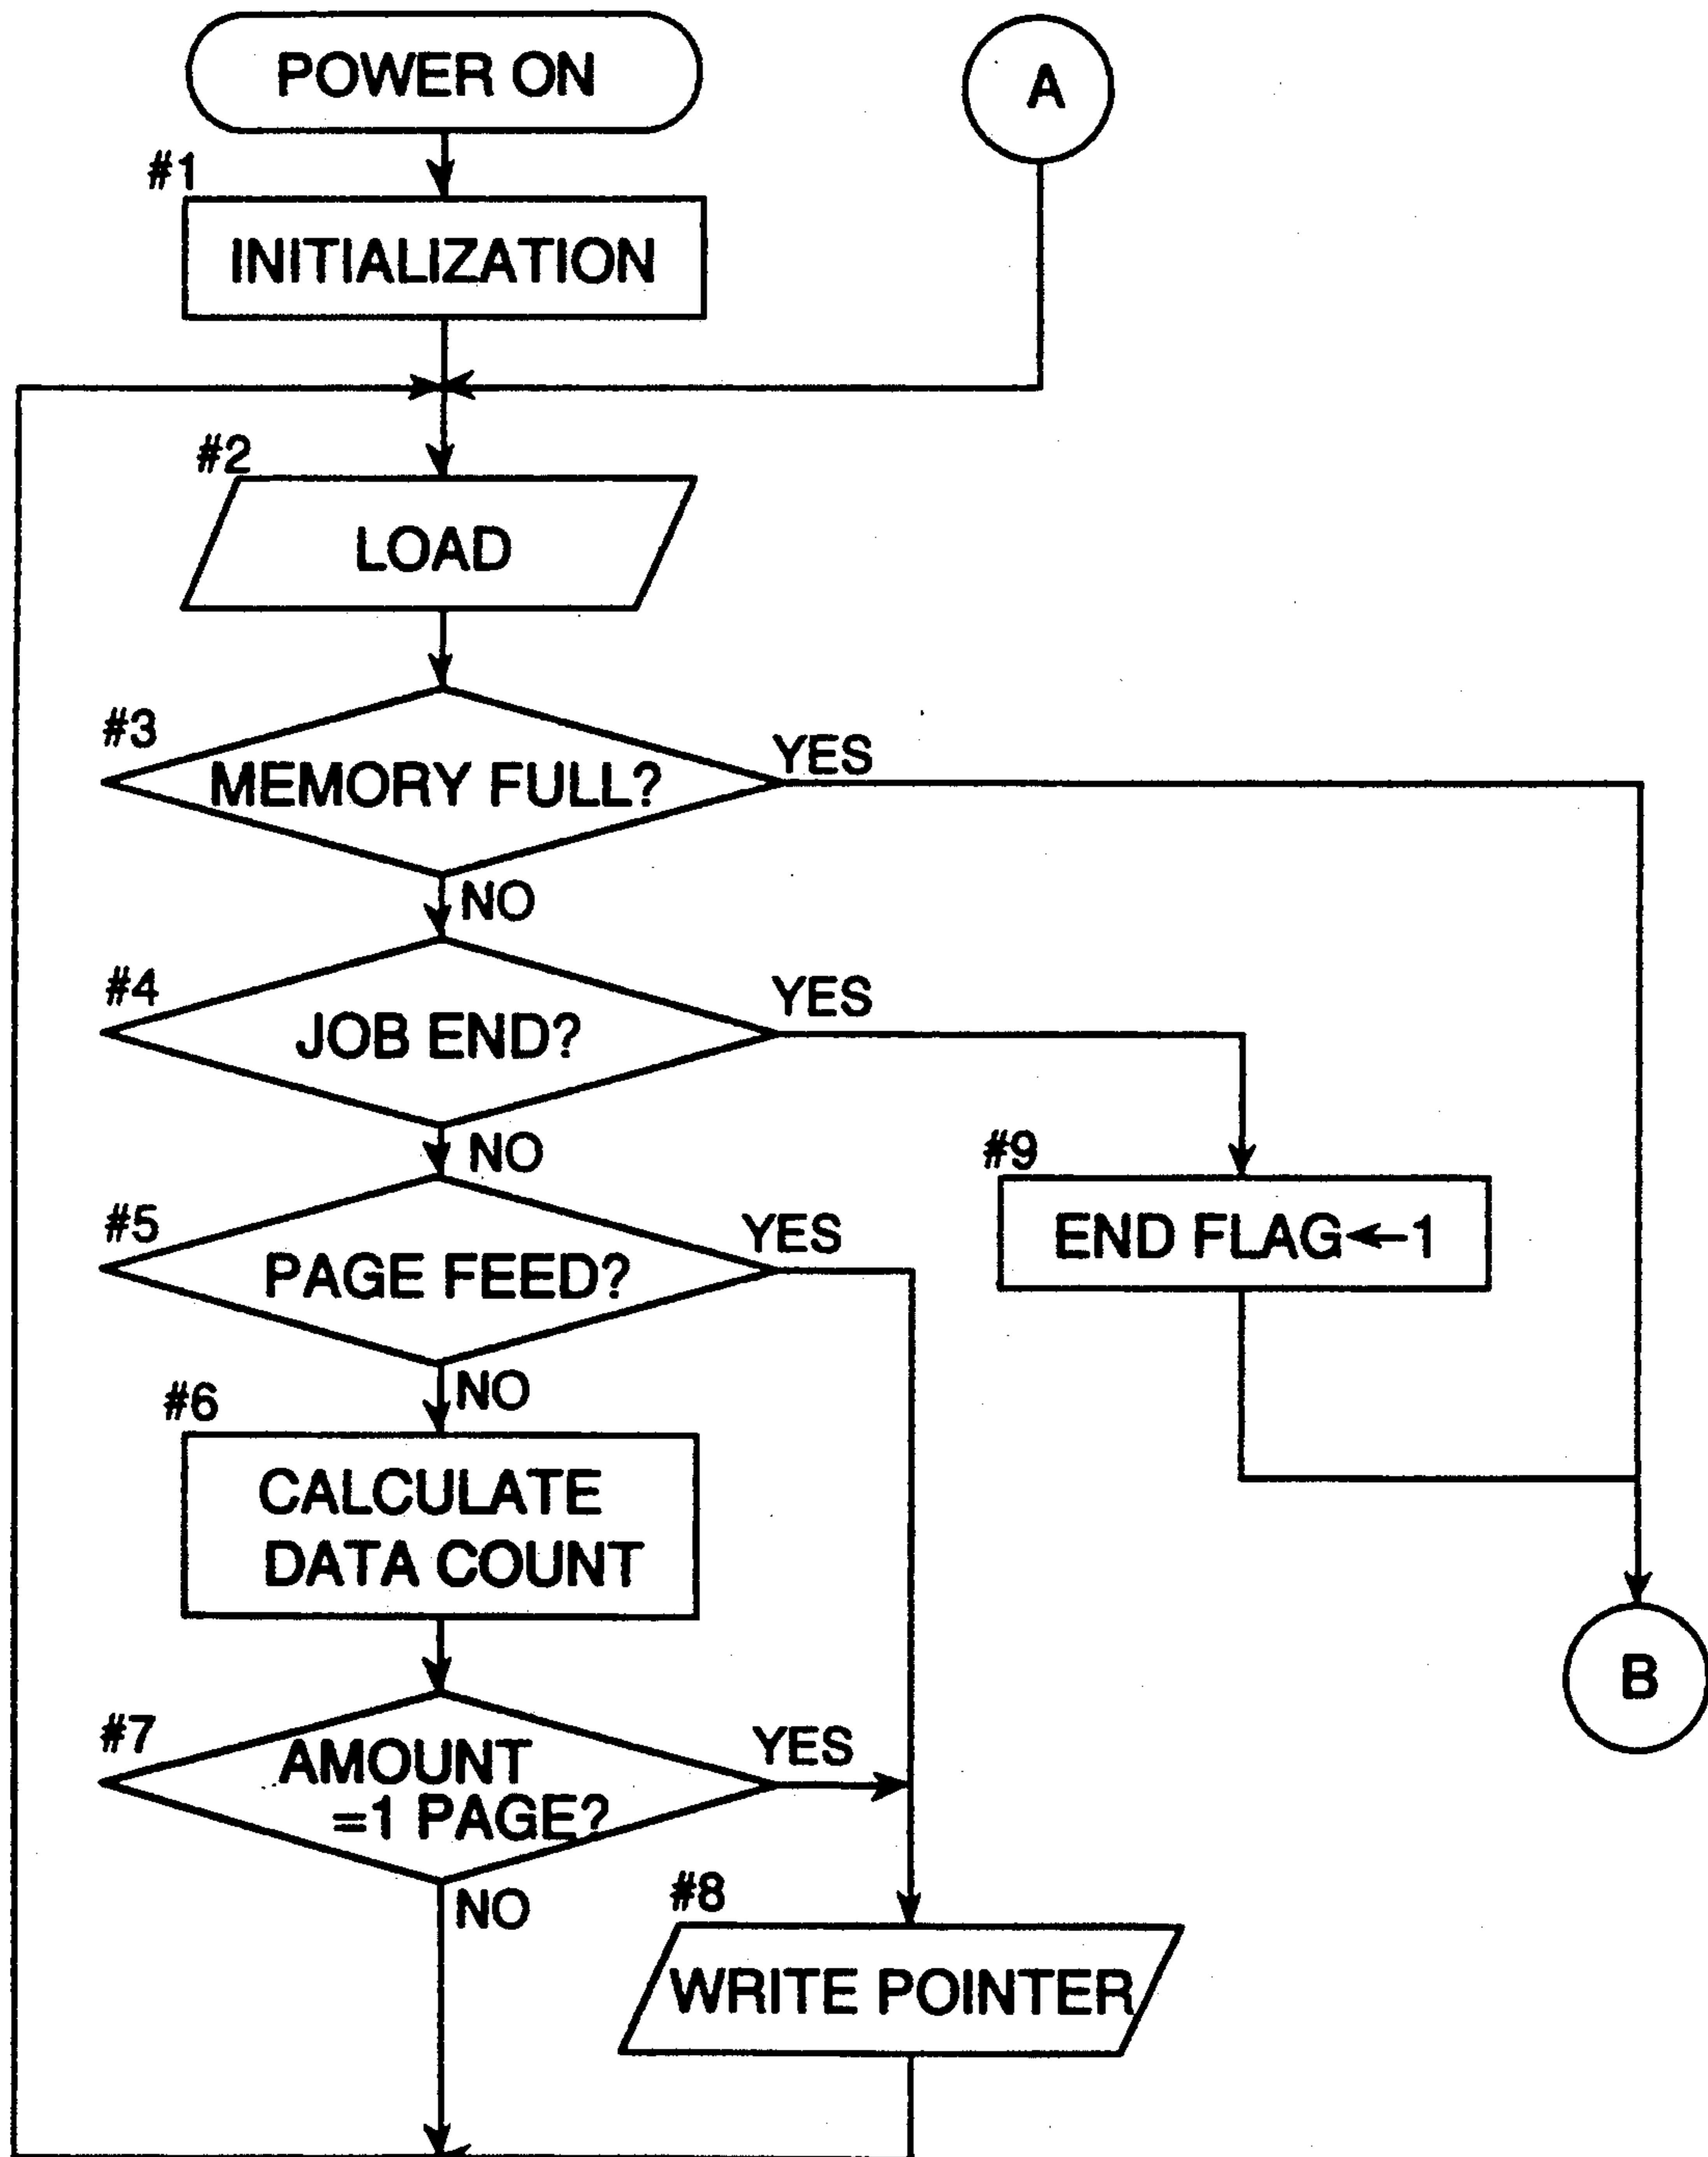 POWER ON
A
#1
INITIALIZATION
#2
LOAD
#3
MEMORY FULL?
YES
NO
#4
JOB END?
YES
NO
#9
END FLAG←1
#5
PAGE FEED?
YES
NO
#6
CALCULATE
DATA COUNT
B
#7
AMOUNT
=1 PAGE?
YES
NO
#8
WRITE POINTER